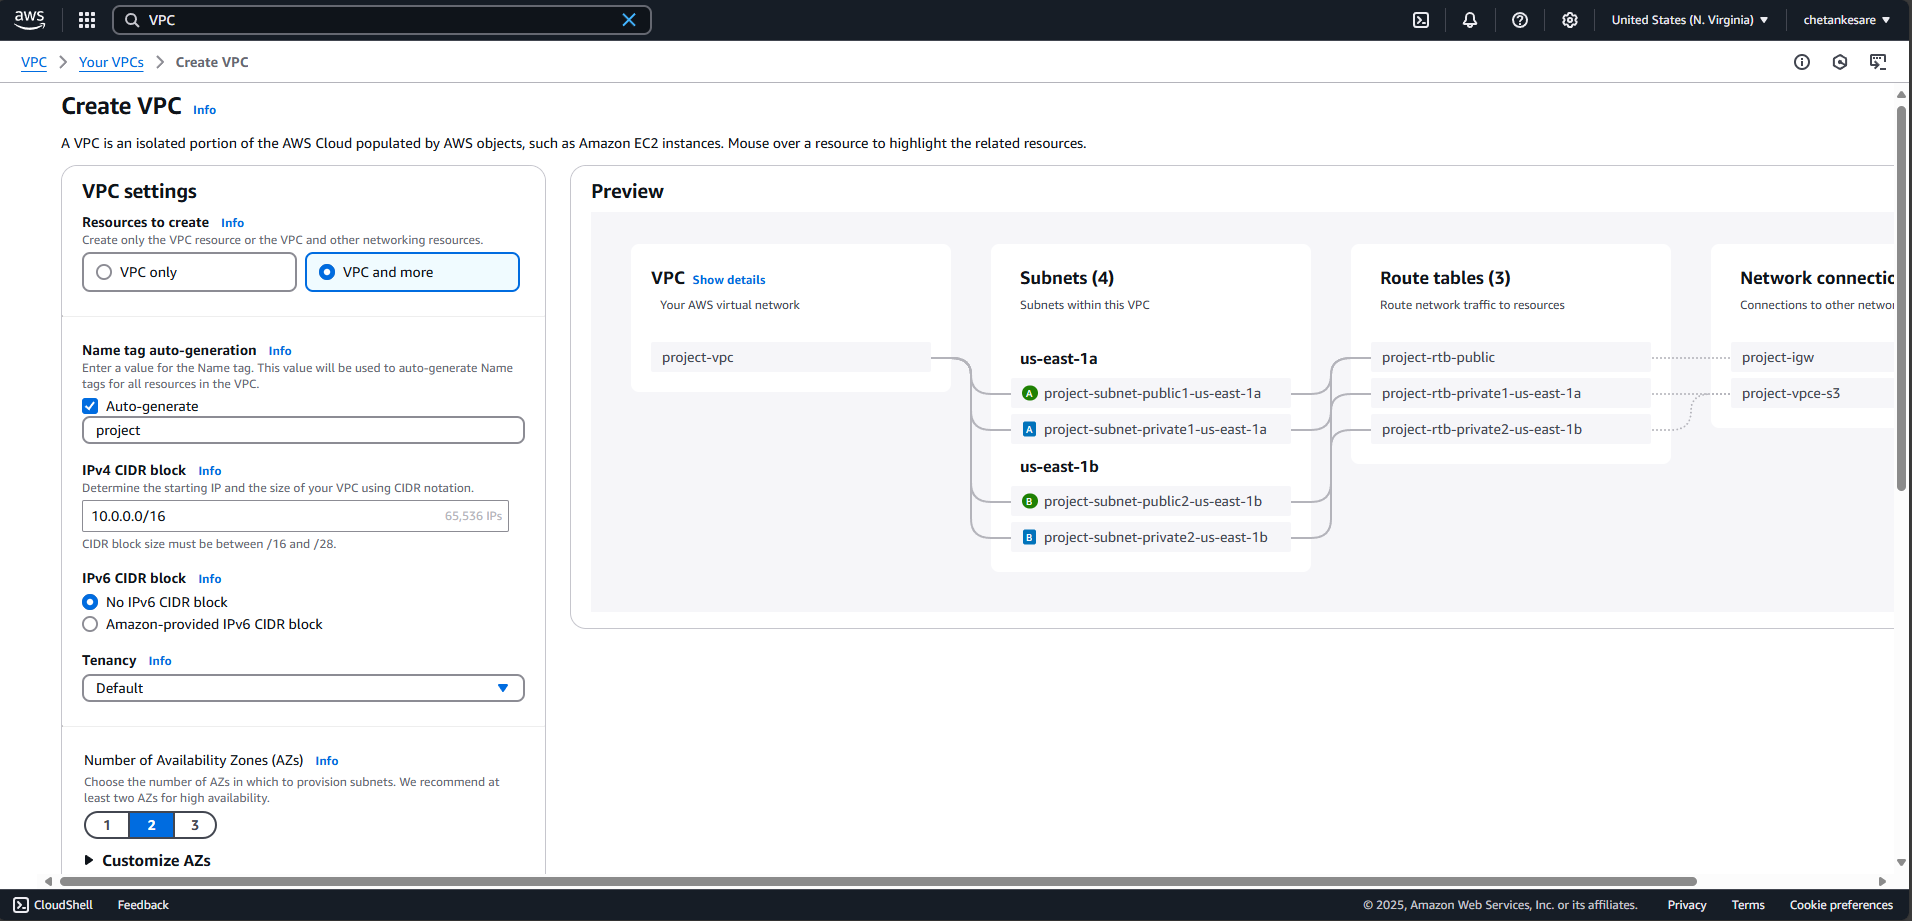 aws
VPC
United States (N. Virginia)
chetankesare
VPC
Your VPCs
Create VPC
Create VPC Info
A VPC is an isolated portion of the AWS Cloud populated by AWS objects, such as Amazon EC2 instances. Mouse over a resource to highlight the related resources.
VPC settings
Resources to create Info
Create only the VPC resource or the VPC and other networking resources.
VPC only
VPC and more
Name tag auto-generation Info
Enter a value for the Name tag. This value will be used to auto-generate Name
tags for all resources in the VPC.
Auto-generate
project
IPv4 CIDR block Info
Determine the starting IP and the size of your VPC using CIDR notation.
10.0.0.0/16 65,536 IPs
CIDR block size must be between /16 and /28.
IPv6 CIDR block Info
No IPv6 CIDR block
Amazon-provided IPv6 CIDR block
Tenancy Info
Default
Number of Availability Zones (AZs) Info
Choose the number of AZs in which to provision subnets. We recommend at
least two AZs for high availability.
1 2 3
Customize AZs
Preview
VPC Show details
Your AWS virtual network
project-vpc
Subnets (4)
Subnets within this VPC
us-east-1a
A project-subnet-public1-us-east-1a
A project-subnet-private1-us-east-1a
us-east-1b
B project-subnet-public2-us-east-1b
B project-subnet-private2-us-east-1b
Route tables (3)
Route network traffic to resources
project-rtb-public
project-rtb-private1-us-east-1a
project-rtb-private2-us-east-1b
Network connectio
Connections to other networ
project-igw
project-vpce-s3
CloudShell
Feedback
© 2025, Amazon Web Services, Inc. or its affiliates.
Privacy
Terms
Cookie preferences